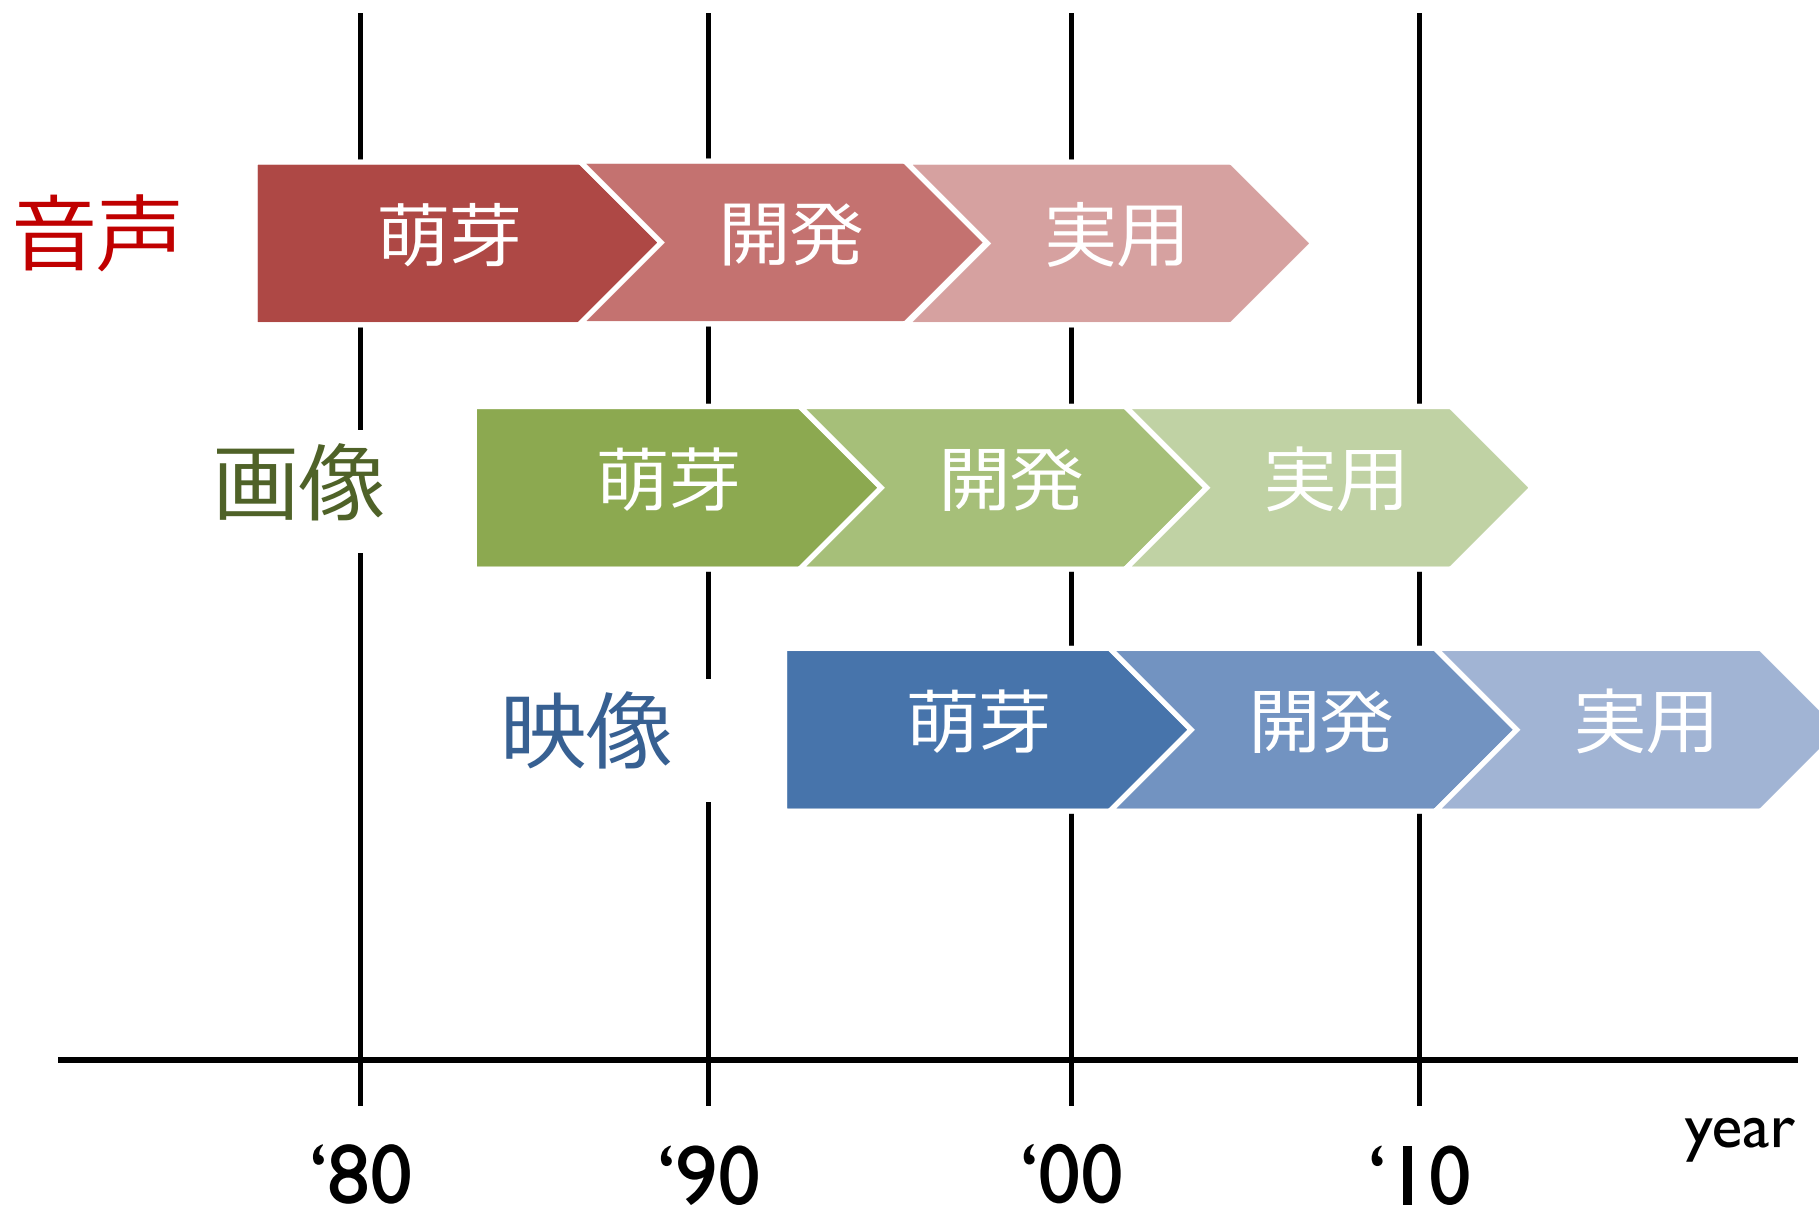 音声 萌芽 開発 実用
画像 萌芽 開発 実用
映像 萌芽 開発 実用
year
‘80 ‘90 ‘00 ‘10